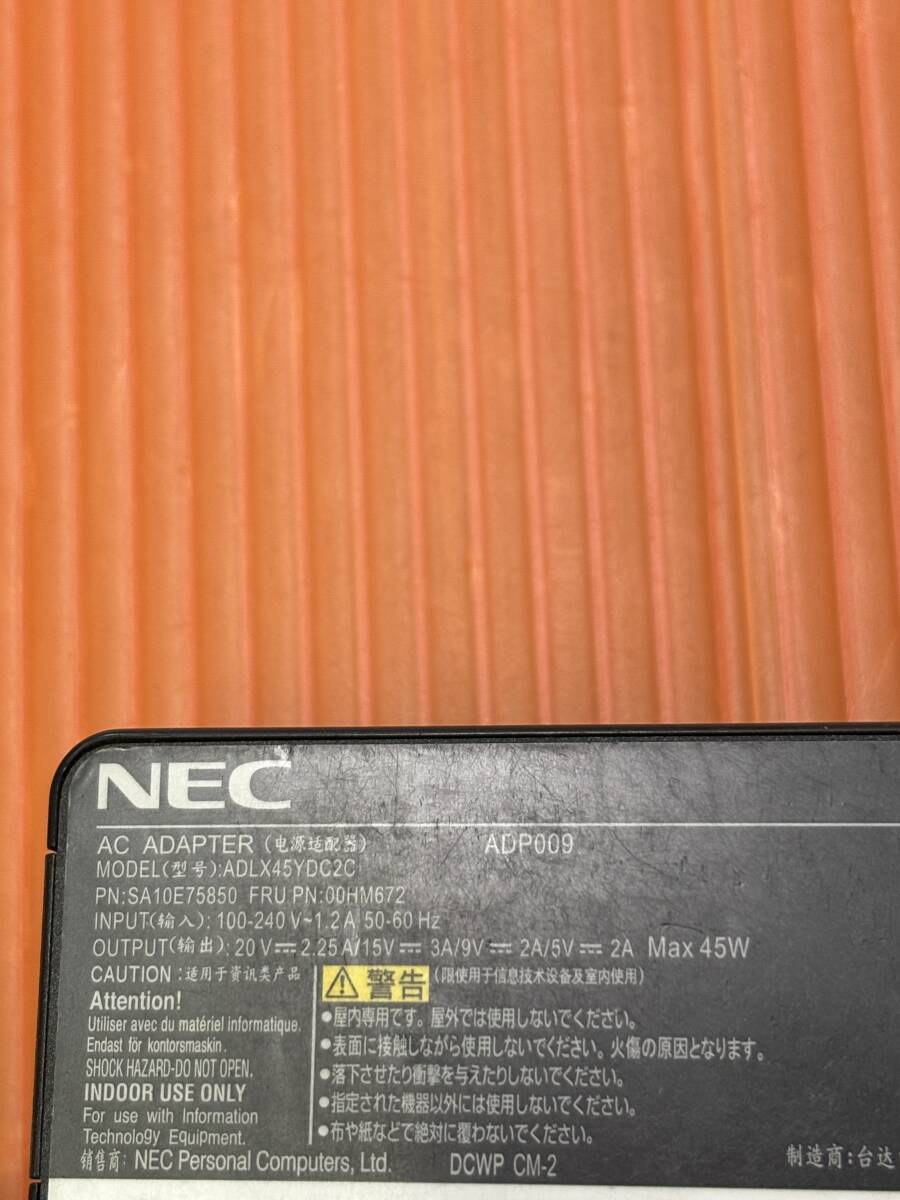 NEC
AC ADAPTER (电源适配器) ADP009
MODEL(型号):ADLX45YDC2C
PN:SA10E75850 FRU PN:00HM672
INPUT(输入): 100-240 V~1.2 A 50-60 Hz
OUTPUT(输出): 20 V⎓2.25 A/15V⎓ 3A/9V⎓ 2A/5V⎓ 2A Max 45W
CAUTION :适用于资讯类产品
Attention!
Utiliser avec du matériel informatique.
Endast för kontorsmaskin.
SHOCK HAZARD-DO NOT OPEN.
INDOOR USE ONLY
For use with Information
Technology Equipment.
警告 (限使用于信息技术设备及室内使用)
●屋内専用です。屋外では使用しないでください。
●表面に接触しながら使用しないでください。火傷の原因となります。
●落下させたり衝撃を与えたりしないでください。
●指定された機器以外には使用しないでください。
●布や紙などで絶対に覆わないでください。
销售商: NEC Personal Computers, Ltd. DCWP CM-2 制造商:台达